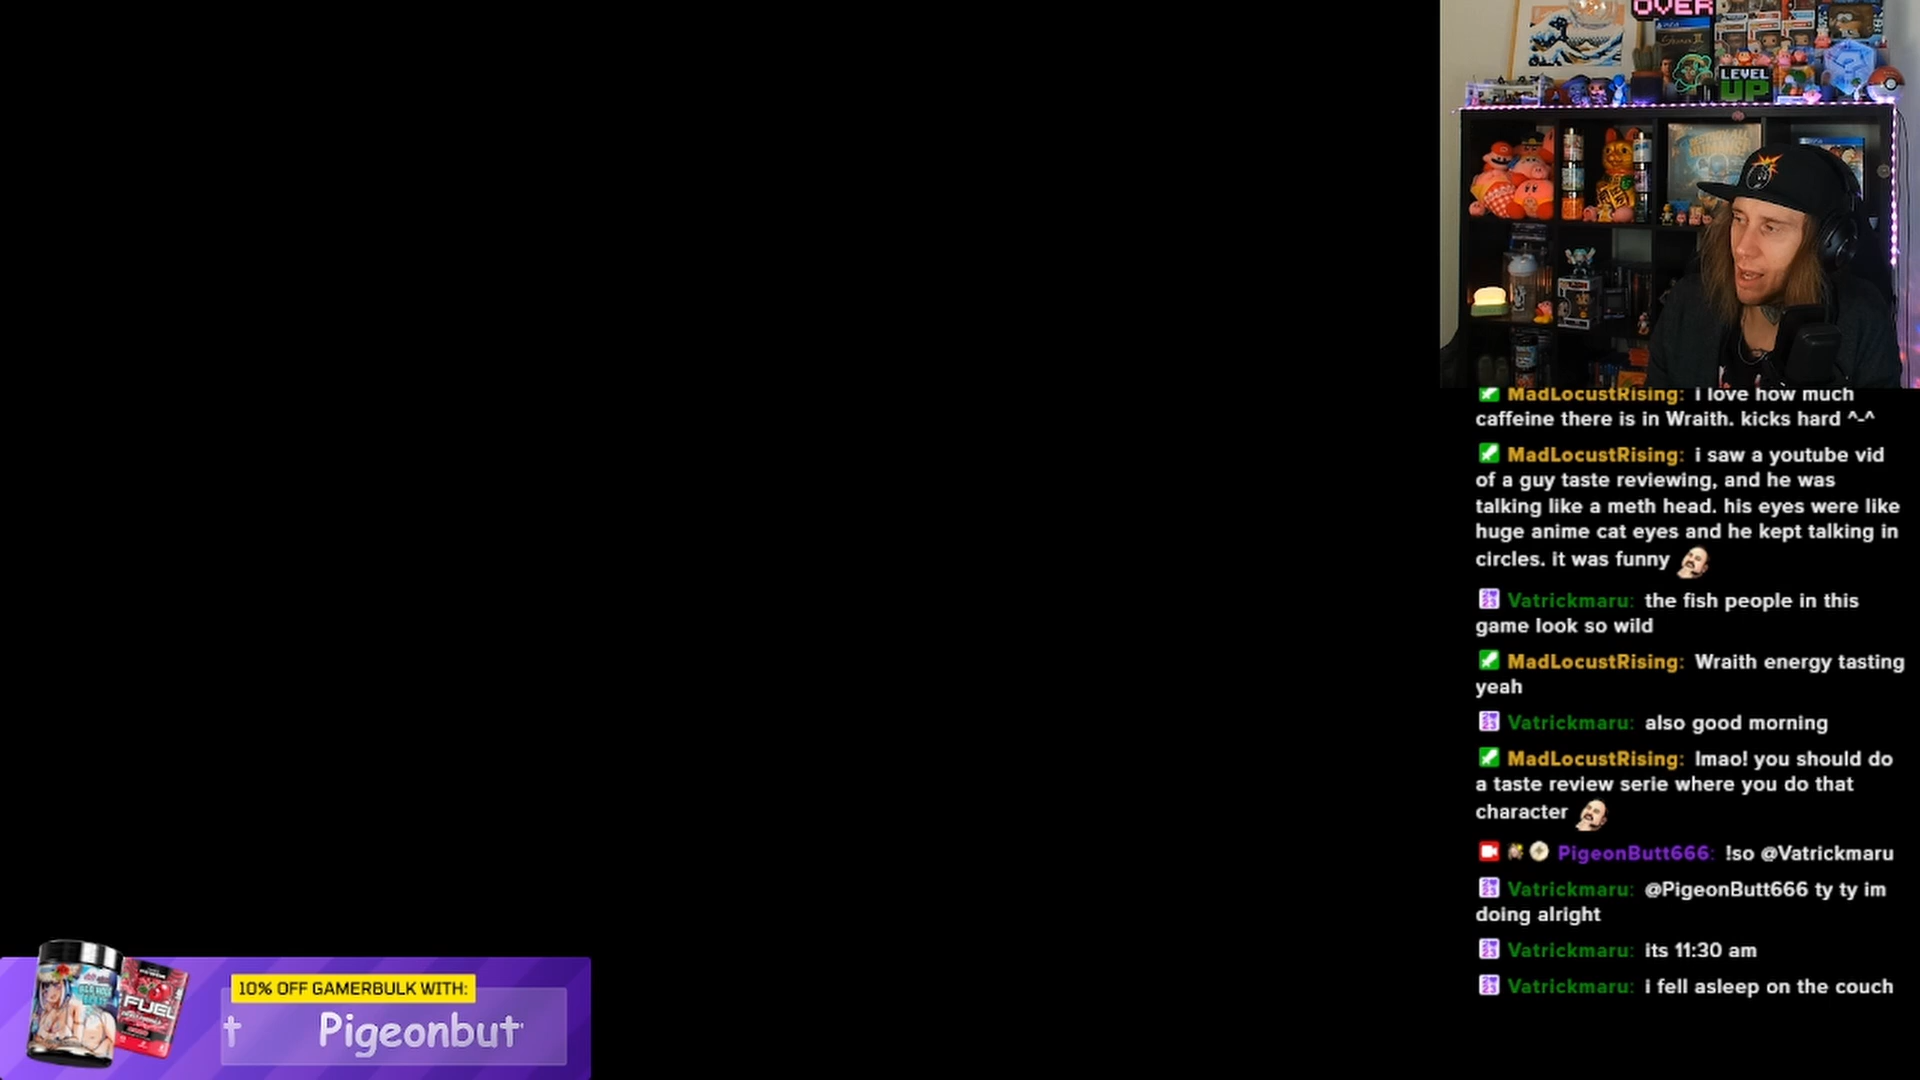 OVER
LEVEL
UP
MadLocustRising: i love how much
caffeine there is in Wraith. kicks hard ^-^
MadLocustRising: i saw a youtube vid
of a guy taste reviewing, and he was
talking like a meth head. his eyes were like
huge anime cat eyes and he kept talking in
circles. it was funny
Vatrickmaru: the fish people in this
game look so wild
MadLocustRising: Wraith energy tasting
yeah
Vatrickmaru: also good morning
MadLocustRising: lmao! you should do
a taste review serie where you do that
character
PigeonButt666: !so @Vatrickmaru
Vatrickmaru: @PigeonButt666 ty ty im
doing alright
Vatrickmaru: its 11:30 am
Vatrickmaru: i fell asleep on the couch
10% OFF GAMERBULK WITH:
t Pigeonbut
FUEL